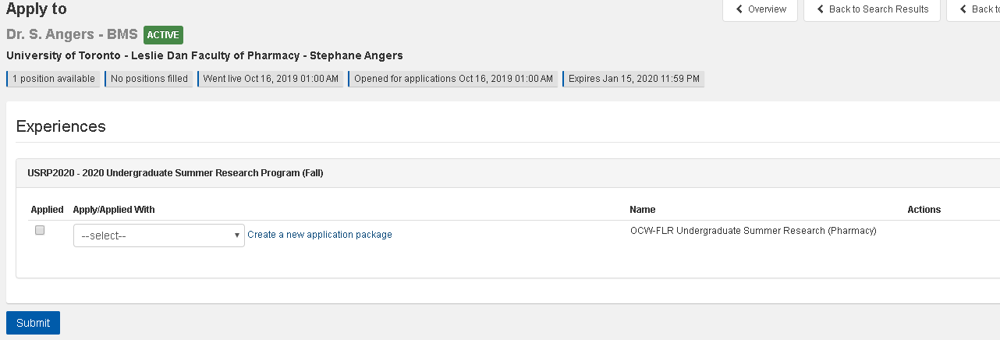 Apply to
Overview
Back to Search Results
Back to
Dr. S. Angers - BMS ACTIVE
University of Toronto - Leslie Dan Faculty of Pharmacy - Stephane Angers
1 position available No positions filled Went live Oct 16, 2019 01:00 AM Opened for applications Oct 16, 2019 01:00 AM Expires Jan 15, 2020 11:59 PM
Experiences
USRP2020 - 2020 Undergraduate Summer Research Program (Fall)
Applied Apply/Applied With Name Actions
--select-- Create a new application package OCW-FLR Undergraduate Summer Research (Pharmacy)
Submit